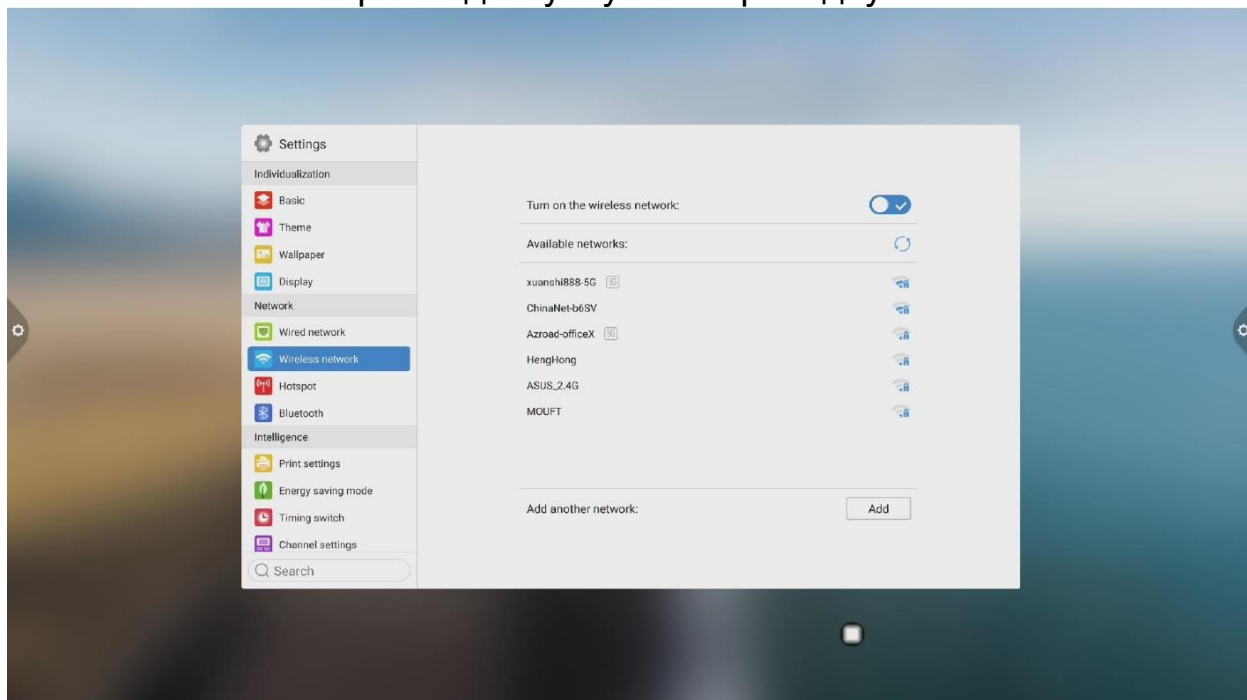 Settings
Individualization
Basic
Theme
Wallpaper
Display
Network
Wired network
Wireless network
Hotspot
Bluetooth
Intelligence
Print settings
Energy saving mode
Timing switch
Channel settings
Search
Turn on the wireless network:
Available networks:
xuanshi888-5G 5G
ChinaNet-b6SV
Azroad-officeX 5G
HengHong
ASUS_2.4G
MOUFT
Add another network:
Add